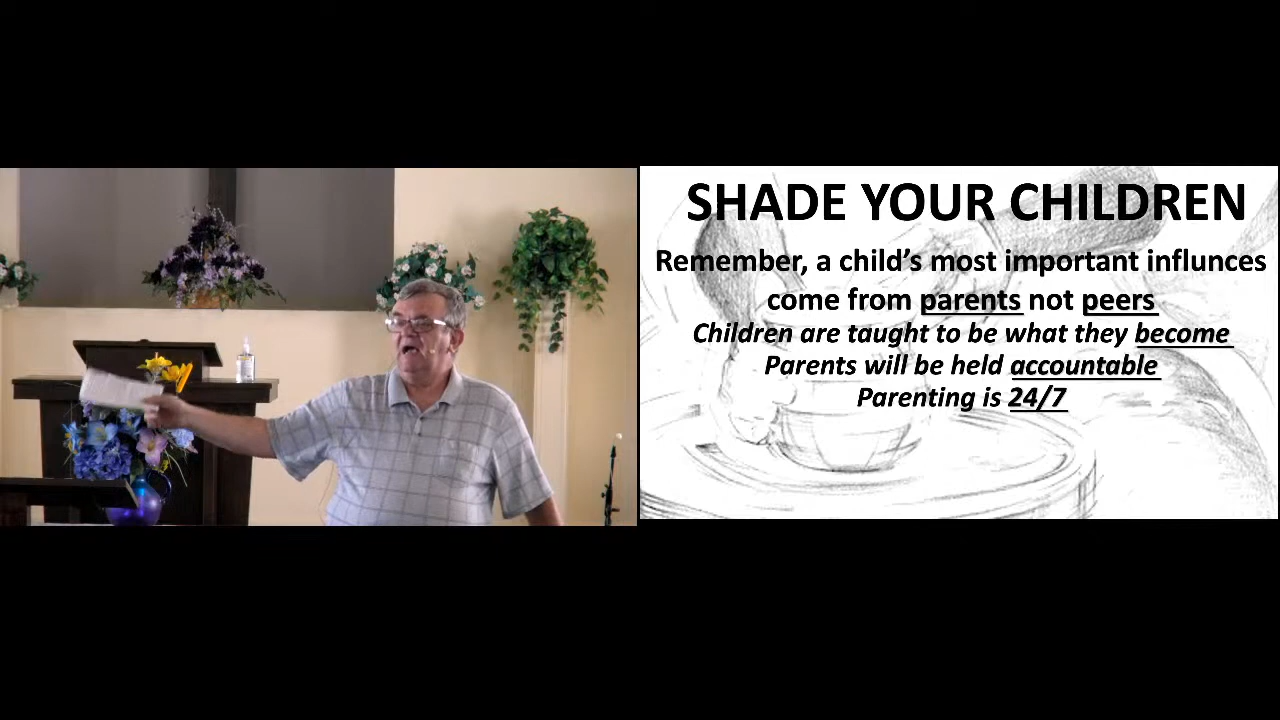 SHADE YOUR CHILDREN
Remember, a child's most important influnces
come from parents not peers
Children are taught to be what they become
Parents will be held accountable
Parenting is 24/7